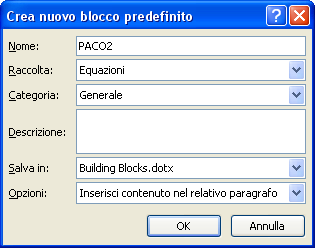 Crea nuovo blocco predefinito
Nome: PACO2
Raccolta: Equazioni
Categoria: Generale
Descrizione:
Salva in: Building Blocks.dotx
Opzioni: Inserisci contenuto nel relativo paragrafo
OK Annulla